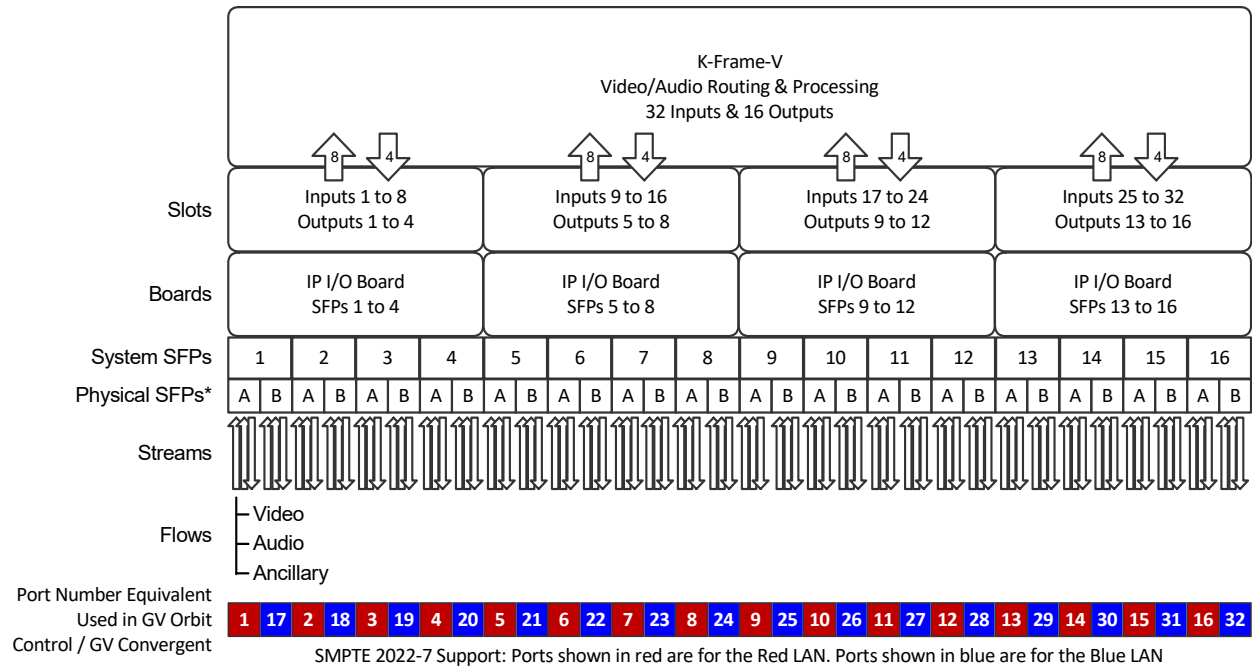 K-Frame-V
Video/Audio Routing & Processing
32 Inputs & 16 Outputs
8 4 8 4 8 4 8 4
Slots
Inputs 1 to 8
Outputs 1 to 4
Inputs 9 to 16
Outputs 5 to 8
Inputs 17 to 24
Outputs 9 to 12
Inputs 25 to 32
Outputs 13 to 16
Boards
IP I/O Board
SFPs 1 to 4
IP I/O Board
SFPs 5 to 8
IP I/O Board
SFPs 9 to 12
IP I/O Board
SFPs 13 to 16
System SFPs 1 2 3 4 5 6 7 8 9 10 11 12 13 14 15 16
Physical SFPs* A B A B A B A B A B A B A B A B A B A B A B A B A B A B A B A B
Streams
Flows
Video
Audio
Ancillary
Port Number Equivalent
Used in GV Orbit
Control / GV Convergent
1 17 2 18 3 19 4 20 5 21 6 22 7 23 8 24 9 25 10 26 11 27 12 28 13 29 14 30 15 31 16 32
SMPTE 2022-7 Support: Ports shown in red are for the Red LAN. Ports shown in blue are for the Blue LAN